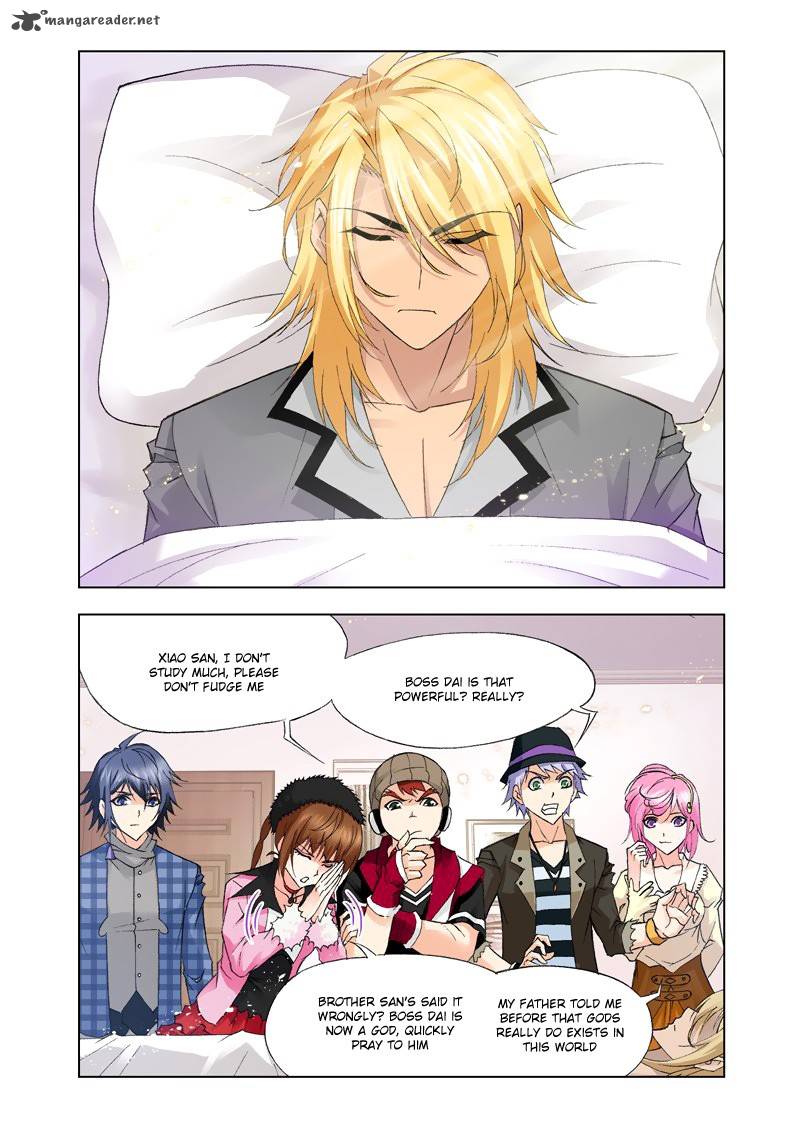 mangareader.net
XIAO SAN, I DON'T
STUDY MUCH, PLEASE
DON'T FUDGE ME
BOSS DAI IS THAT
POWERFUL? REALLY?
BROTHER SAN'S SAID IT
WRONGLY? BOSS DAI IS
NOW A GOD, QUICKLY
PRAY TO HIM
MY FATHER TOLD ME
BEFORE THAT GODS
REALLY DO EXISTS IN
THIS WORLD